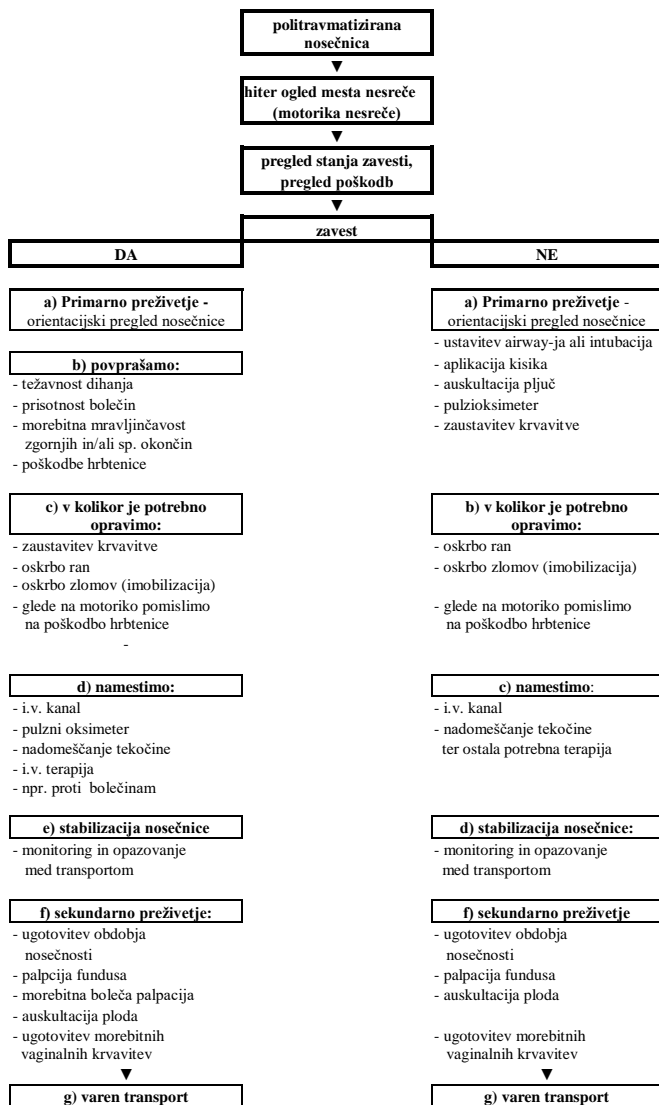 politravmatizirana
nosečnica
▼
hiter ogled mesta nesreče
(motorika nesreče)
▼
pregled stanja zavesti,
pregled poškodb
▼
zavest
DA
a) Primarno preživetje -
orientacijski pregled nosečnice
b) povprašamo:
- težavnost dihanja
- prisotnost bolečin
- morebitna mravljinčavost
zgornjih in/ali sp. okončin
- poškodbe hrbtenice
c) v kolikor je potrebno
opravimo:
- zaustavitev krvavitve
- oskrbo ran
- oskrbo zlomov (imobilizacija)
- glede na motoriko pomislimo
na poškodbo hrbtenice
-
d) namestimo:
- i.v. kanal
- pulzni oksimeter
- nadomeščanje tekočine
- i.v. terapija
- npr. proti bolečinam
e) stabilizacija nosečnice
- monitoring in opazovanje
med transportom
f) sekundarno preživetje:
- ugotovitev obdobja
nosečnosti
- palpcija fundusa
- morebitna boleča palpacija
- auskultacija ploda
- ugotovitev morebitnih
vaginalnih krvavitev
▼
g) varen transport
NE
a) Primarno preživetje -
orientacijski pregled nosečnice
- ustavitev airway-ja ali intubacija
- aplikacija kisika
- auskultacija pljuč
- pulzioksimeter
- zaustavitev krvavitve
b) v kolikor je potrebno
opravimo:
- oskrbo ran
- oskrbo zlomov (imobilizacija)
- glede na motoriko pomislimo
na poškodbo hrbtenice
c) namestimo:
- i.v. kanal
- nadomeščanje tekočine
ter ostala potrebna terapija
d) stabilizacija nosečnice:
- monitoring in opazovanje
med transportom
f) sekundarno preživetje
- ugotovitev obdobja
nosečnosti
- palpacija fundusa
- auskultacija ploda
- ugotovitev morebitnih
vaginalnih krvavitev
▼
g) varen transport